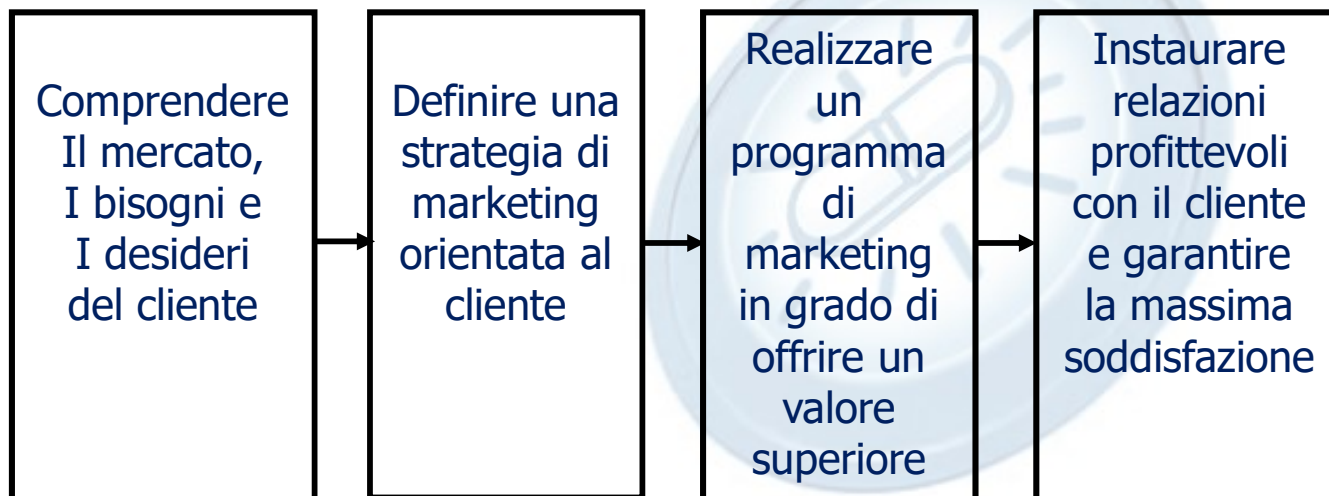 Comprendere
Il mercato,
I bisogni e
I desideri
del cliente
Definire una
strategia di
marketing
orientata al
cliente
Realizzare
un
programma
di
marketing
in grado di
offrire un
valore
superiore
Instaurare
relazioni
profittevoli
con il cliente
e garantire
la massima
soddisfazione